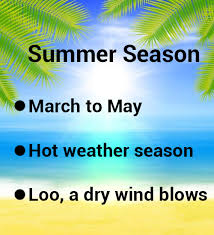 Summer Season
● March to May
● Hot weather season
● Loo, a dry wind blows